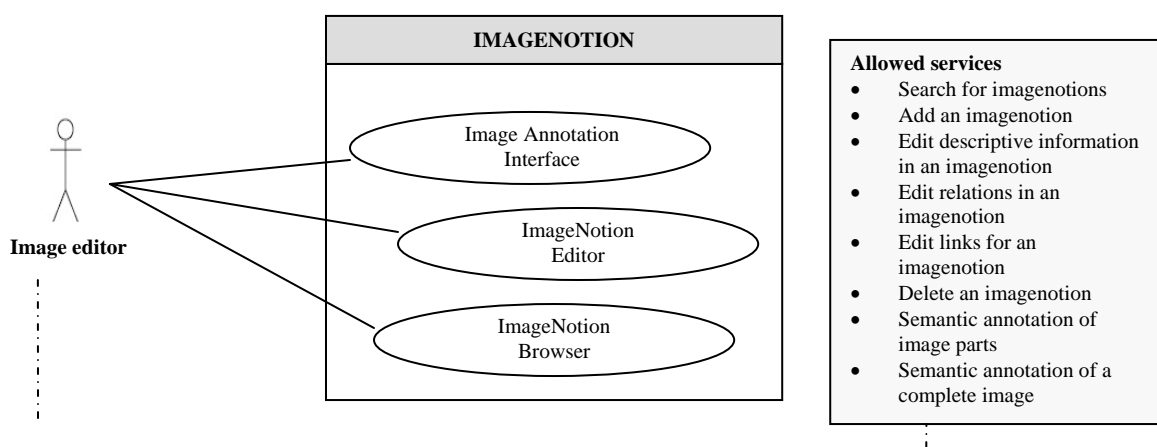 IMAGENOTION
Image Annotation
Interface
ImageNotion
Editor
ImageNotion
Browser
Image editor
Allowed services
• Search for imagenotions
• Add an imagenotion
• Edit descriptive information
in an imagenotion
• Edit relations in an
imagenotion
• Edit links for an
imagenotion
• Delete an imagenotion
• Semantic annotation of
image parts
• Semantic annotation of a
complete image